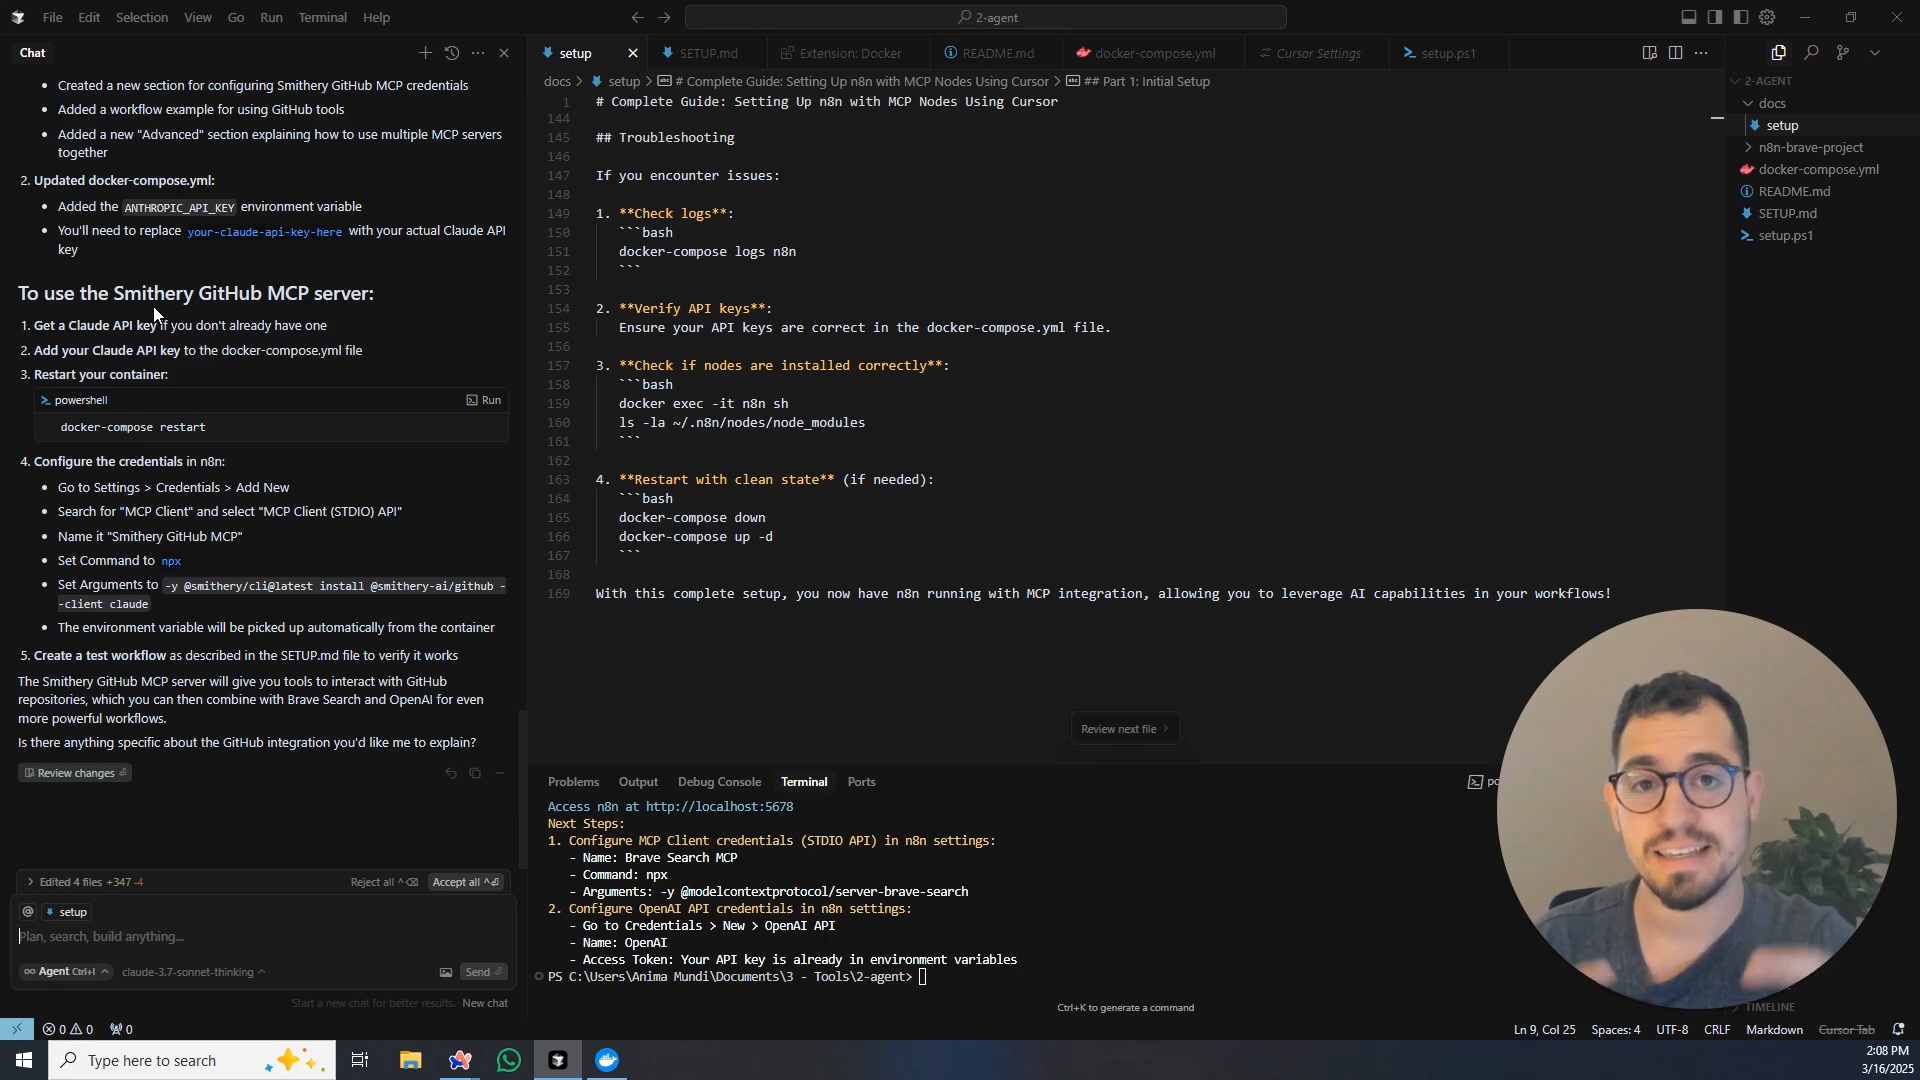 File Edit Selection View Go Run Terminal Help
2-agent
Chat
Created a new section for configuring Smithery GitHub MCP credentials
Added a workflow example for using GitHub tools
Added a new "Advanced" section explaining how to use multiple MCP servers
together
2. Updated docker-compose.yml:
Added the ANTHROPIC_API_KEY environment variable
You'll need to replace your-claude-api-key-here with your actual Claude API
key
To use the Smithery GitHub MCP server:
1. Get a Claude API key if you don't already have one
2. Add your Claude API key to the docker-compose.yml file
3. Restart your container:
powershell
Run
docker-compose restart
4. Configure the credentials in n8n:
Go to Settings > Credentials > Add New
Search for "MCP Client" and select "MCP Client (STDIO) API"
Name it "Smithery GitHub MCP"
Set Command to npx
Set Arguments to -y @smithery/cli@latest install @smithery-ai/github -
-client claude
The environment variable will be picked up automatically from the container
5. Create a test workflow as described in the SETUP.md file to verify it works
The Smithery GitHub MCP server will give you tools to interact with GitHub
repositories, which you can then combine with Brave Search and OpenAI for even
more powerful workflows.
Is there anything specific about the GitHub integration you'd like me to explain?
Review changes
Edited 4 files +347 -4
Reject all
Accept all
@ setup
Plan, search, build anything...
Agent Ctrl+I
claude-3.7-sonnet-thinking
Send
Start a new chat for better results. New chat
setup
SETUP.md
Extension: Docker
README.md
docker-compose.yml
Cursor Settings
setup.ps1
docs > setup > # Complete Guide: Setting Up n8n with MCP Nodes Using Cursor > ## Part 1: Initial Setup
1 # Complete Guide: Setting Up n8n with MCP Nodes Using Cursor
144
145 ## Troubleshooting
146
147 If you encounter issues:
148
149 1. **Check logs**:
150 ```bash
151 docker-compose logs n8n
152 ```
153
154 2. **Verify API keys**:
155 Ensure your API keys are correct in the docker-compose.yml file.
156
157 3. **Check if nodes are installed correctly**:
158 ```bash
159 docker exec -it n8n sh
160 ls -la ~/.n8n/nodes/node_modules
161 ```
162
163 4. **Restart with clean state** (if needed):
164 ```bash
165 docker-compose down
166 docker-compose up -d
167 ```
168
169 With this complete setup, you now have n8n running with MCP integration, allowing you to leverage AI capabilities in your workflows!
Review next file >
Problems Output Debug Console Terminal Ports
Access n8n at http://localhost:5678
Next Steps:
1. Configure MCP Client credentials (STDIO API) in n8n settings:
- Name: Brave Search MCP
- Command: npx
- Arguments: -y @modelcontextprotocol/server-brave-search
2. Configure OpenAI API credentials in n8n settings:
- Go to Credentials > New > OpenAI API
- Name: OpenAI
- Access Token: Your API key is already in environment variables
PS C:\Users\Anima Mundi\Documents\3 - Tools\2-agent>
Ctrl+K to generate a command
2-AGENT
docs
setup
n8n-brave-project
docker-compose.yml
README.md
SETUP.md
setup.ps1
TIMELINE
0 0 0
Ln 9, Col 25 Spaces: 4 UTF-8 CRLF Markdown Cursor Tab
Type here to search
2:08 PM
3/16/2025